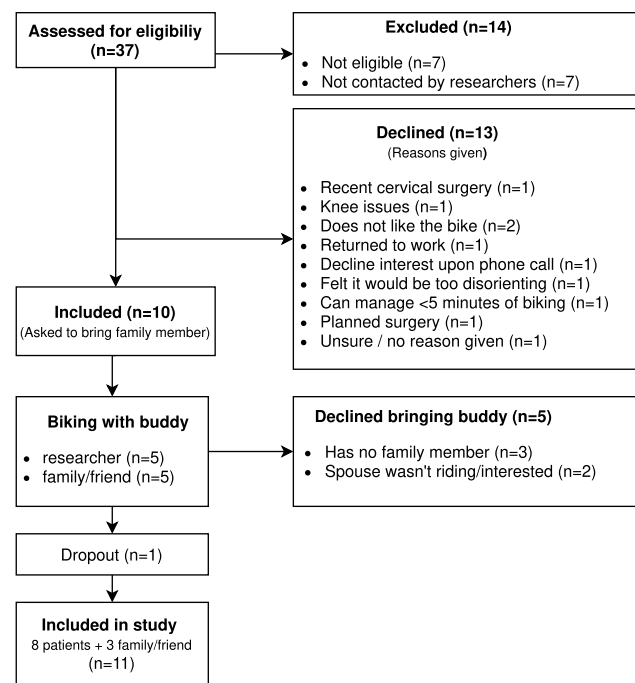 Assessed for eligibiliy
(n=37)
Excluded (n=14)
• Not eligible (n=7)
• Not contacted by researchers (n=7)
Declined (n=13)
(Reasons given)
• Recent cervical surgery (n=1)
• Knee issues (n=1)
• Does not like the bike (n=2)
• Returned to work (n=1)
• Decline interest upon phone call (n=1)
• Felt it would be too disorienting (n=1)
• Can manage <5 minutes of biking (n=1)
• Planned surgery (n=1)
• Unsure / no reason given (n=1)
Included (n=10)
(Asked to bring family member)
Biking with buddy
• researcher (n=5)
• family/friend (n=5)
Declined bringing buddy (n=5)
• Has no family member (n=3)
• Spouse wasn't riding/interested (n=2)
Dropout (n=1)
Included in study
8 patients + 3 family/friend
(n=11)